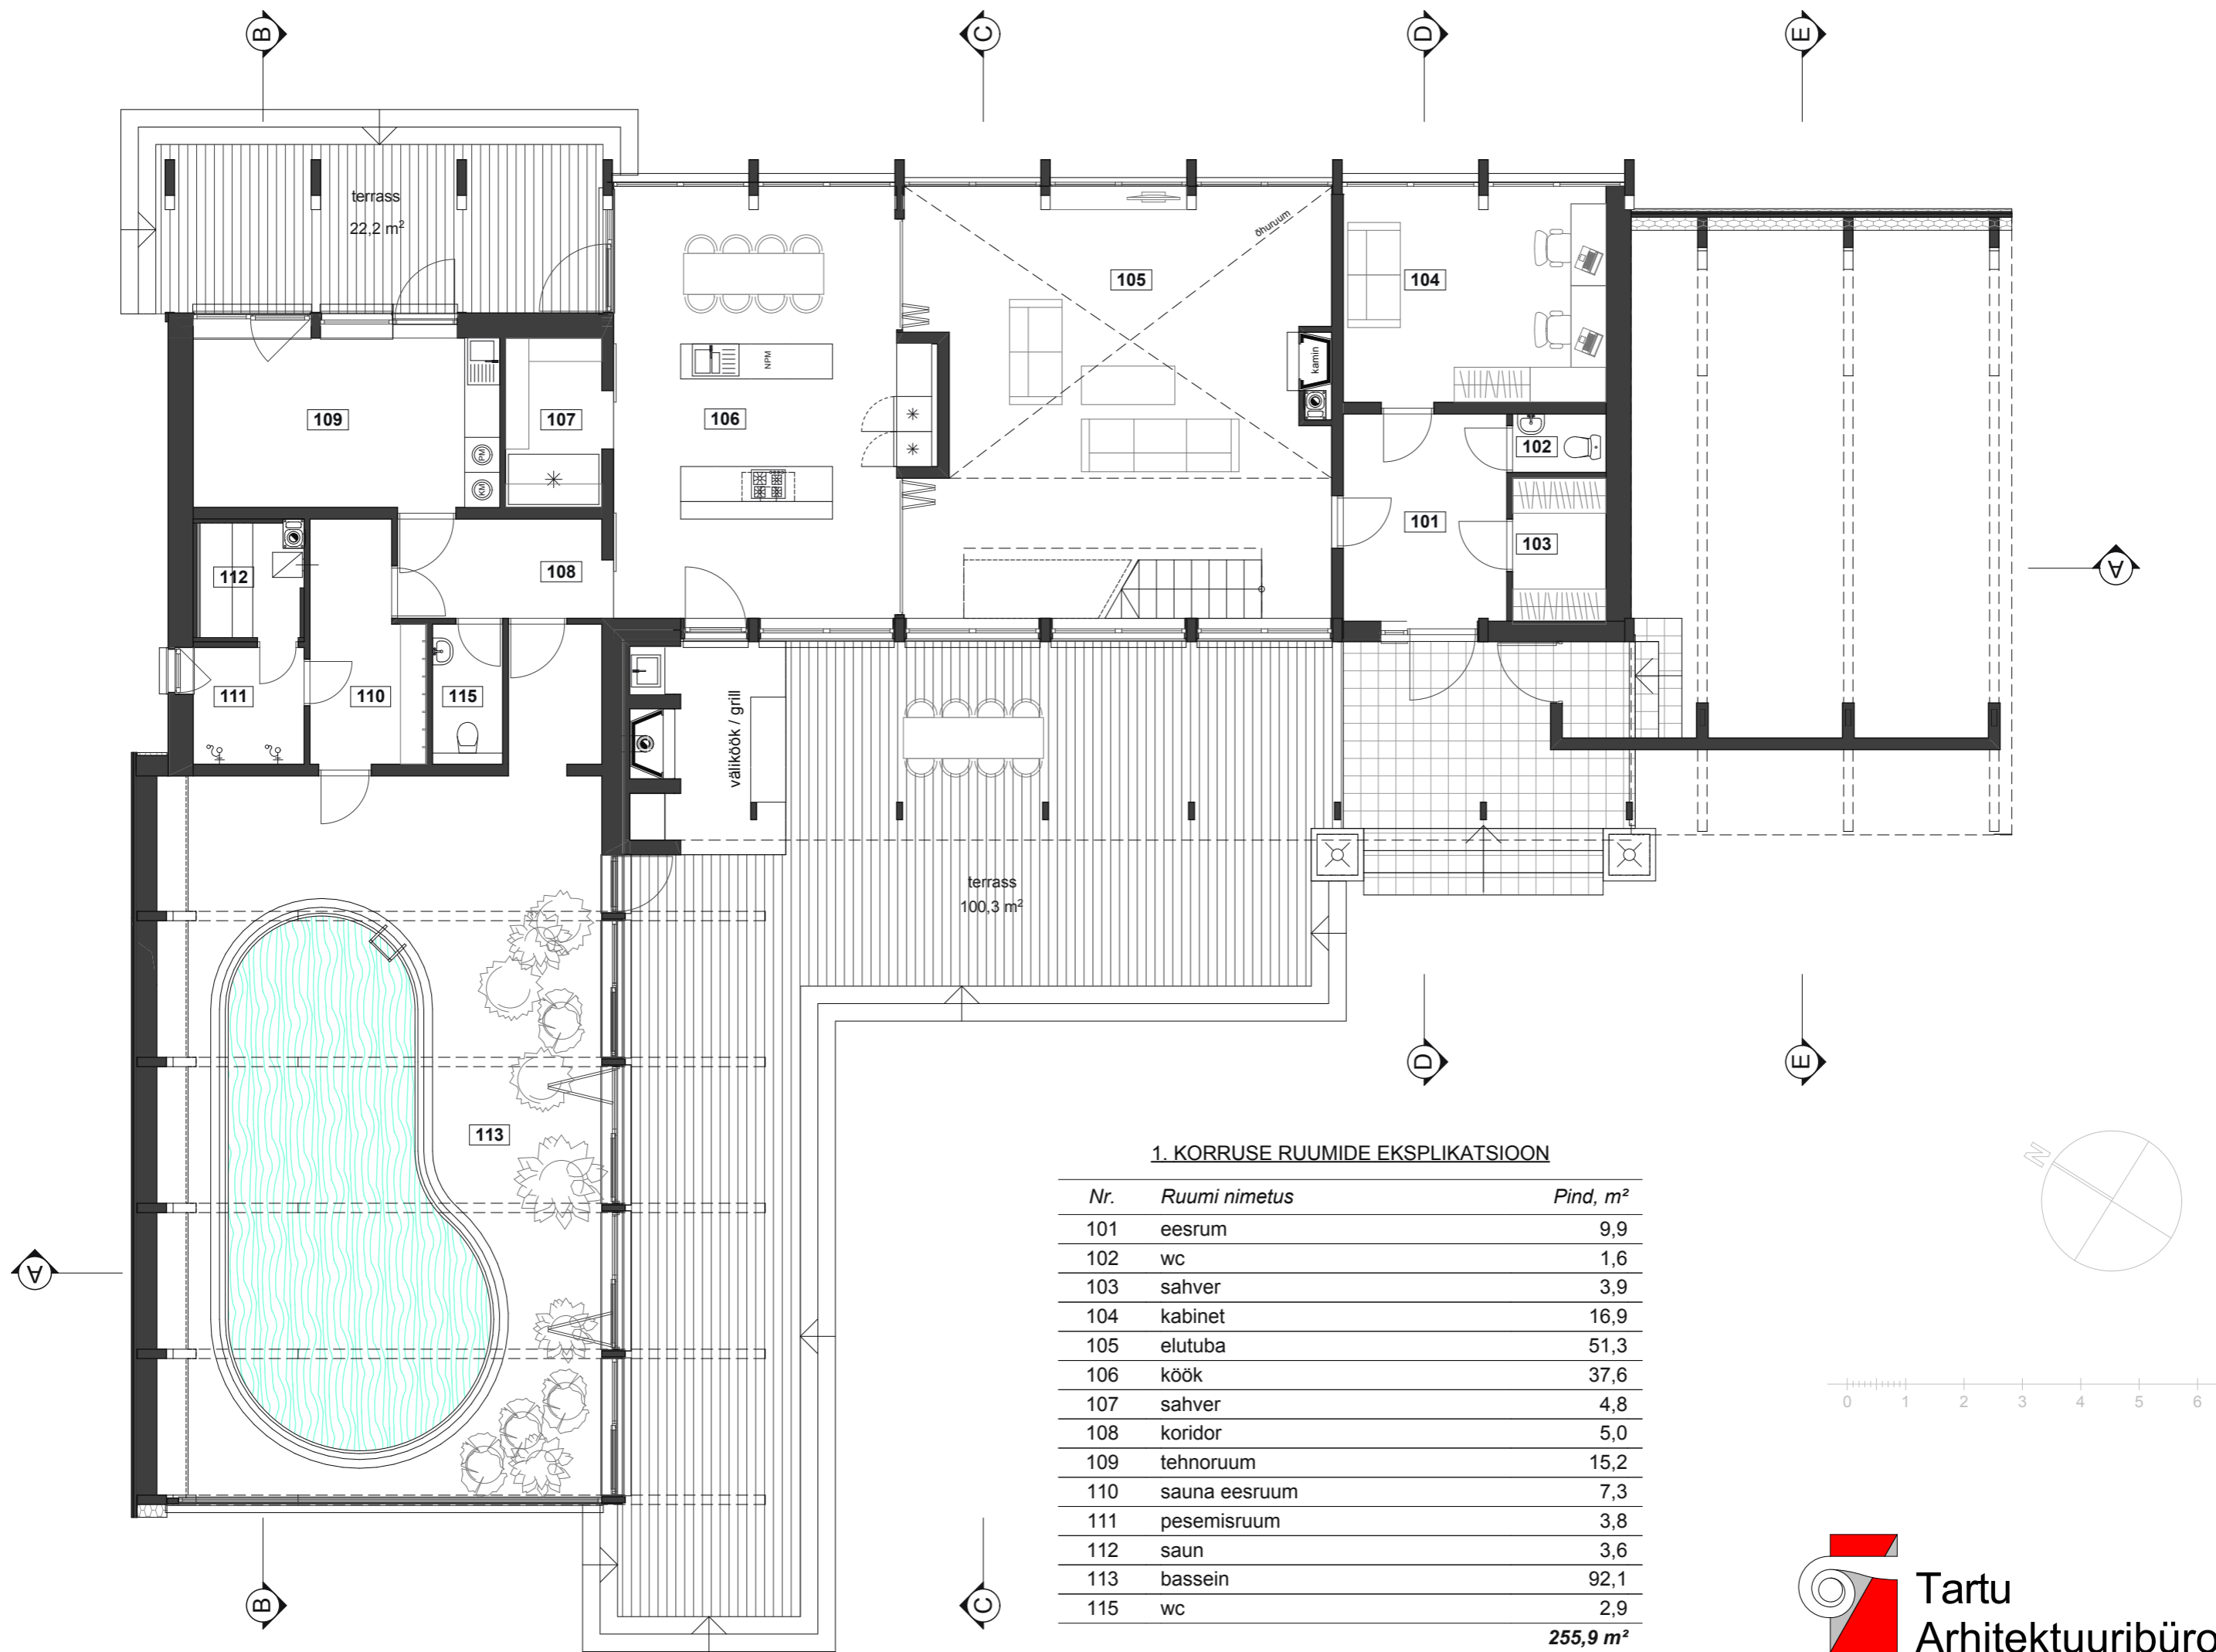 B
C
D
E
terrass
22,2 m²
õhuruum
105
104
kamin
NPM
109
107
106
102
PM
KM
101
103
112
108
A
111
110
115
väliköök / grill
terrass
100,3 m²
D
E
113
N
A
1. KORRUSE RUUMIDE EKSPLIKATSIOON
Nr. Ruumi nimetus Pind, m²
101 eesrum 9,9
102 wc 1,6
103 sahver 3,9
104 kabinet 16,9
105 elutuba 51,3
106 köök 37,6
107 sahver 4,8
108 koridor 5,0
109 tehnoruum 15,2
110 sauna eesruum 7,3
111 pesemisruum 3,8
112 saun 3,6
113 bassein 92,1
115 wc 2,9
255,9 m²
0 1 2 3 4 5 6
B
C
Tartu
Arhitektuuribüroo